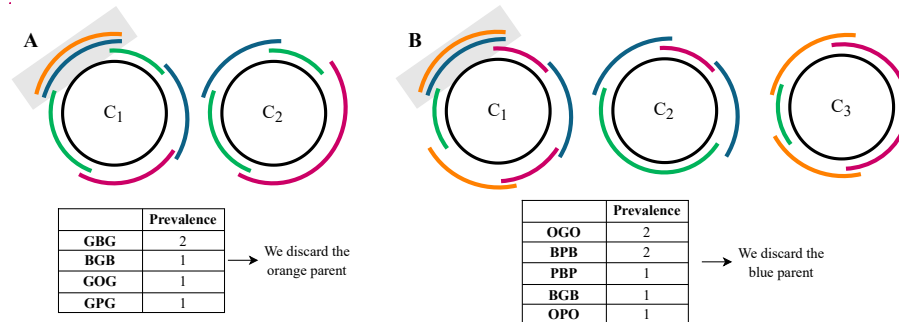 A
B
C1
C2
C1
C2
C3
Prevalence
GBG 2
BGB 1
GOG 1
GPG 1
We discard the
orange parent
Prevalence
OGO 2
BPB 2
PBP 1
BGB 1
OPO 1
We discard the
blue parent